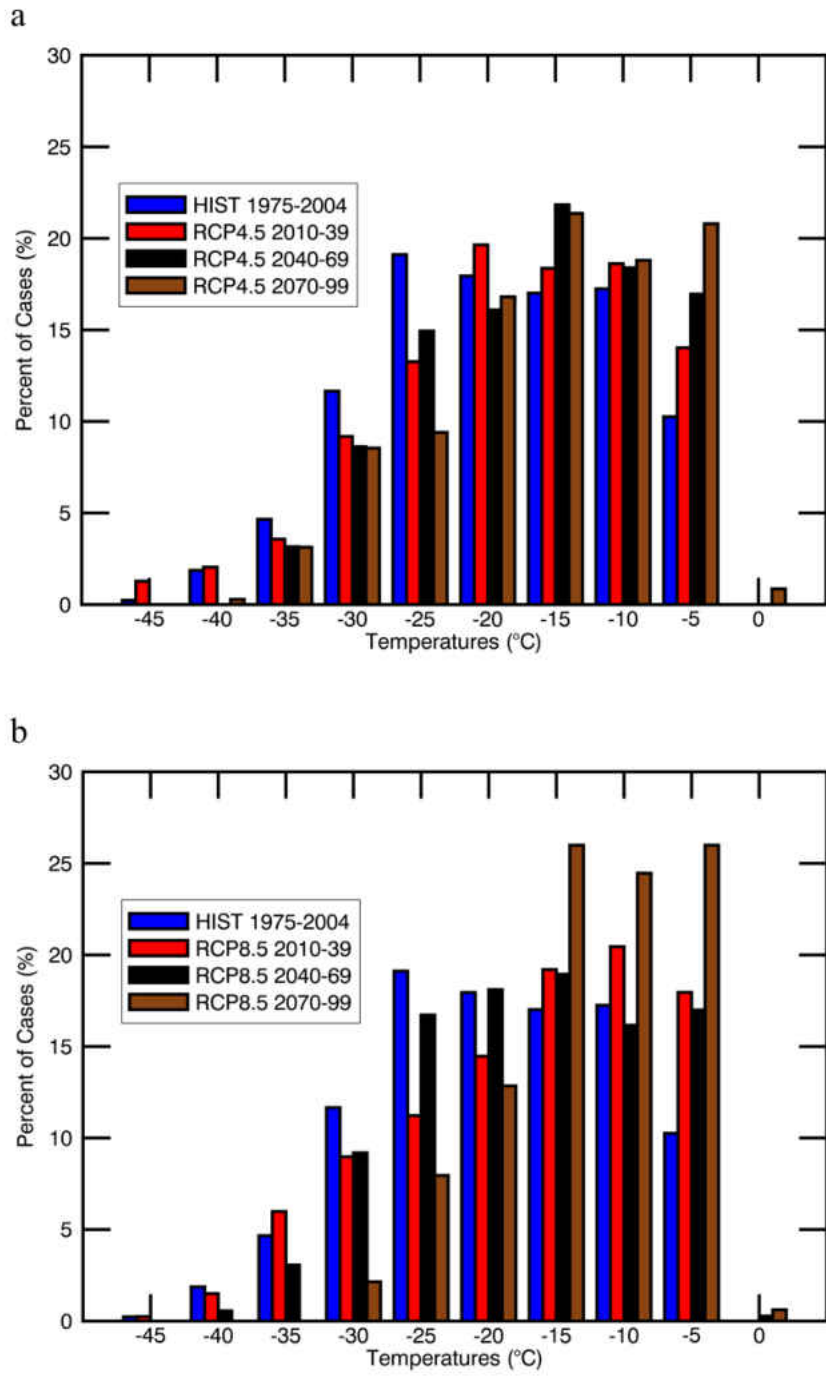 a
30
25
20
15
10
5
0
Percent of Cases (%)
HIST 1975-2004
RCP4.5 2010-39
RCP4.5 2040-69
RCP4.5 2070-99
-45 -40 -35 -30 -25 -20 -15 -10 -5 0
Temperatures (°C)
b
30
25
20
15
10
5
0
Percent of Cases (%)
HIST 1975-2004
RCP8.5 2010-39
RCP8.5 2040-69
RCP8.5 2070-99
-45 -40 -35 -30 -25 -20 -15 -10 -5 0
Temperatures (°C)